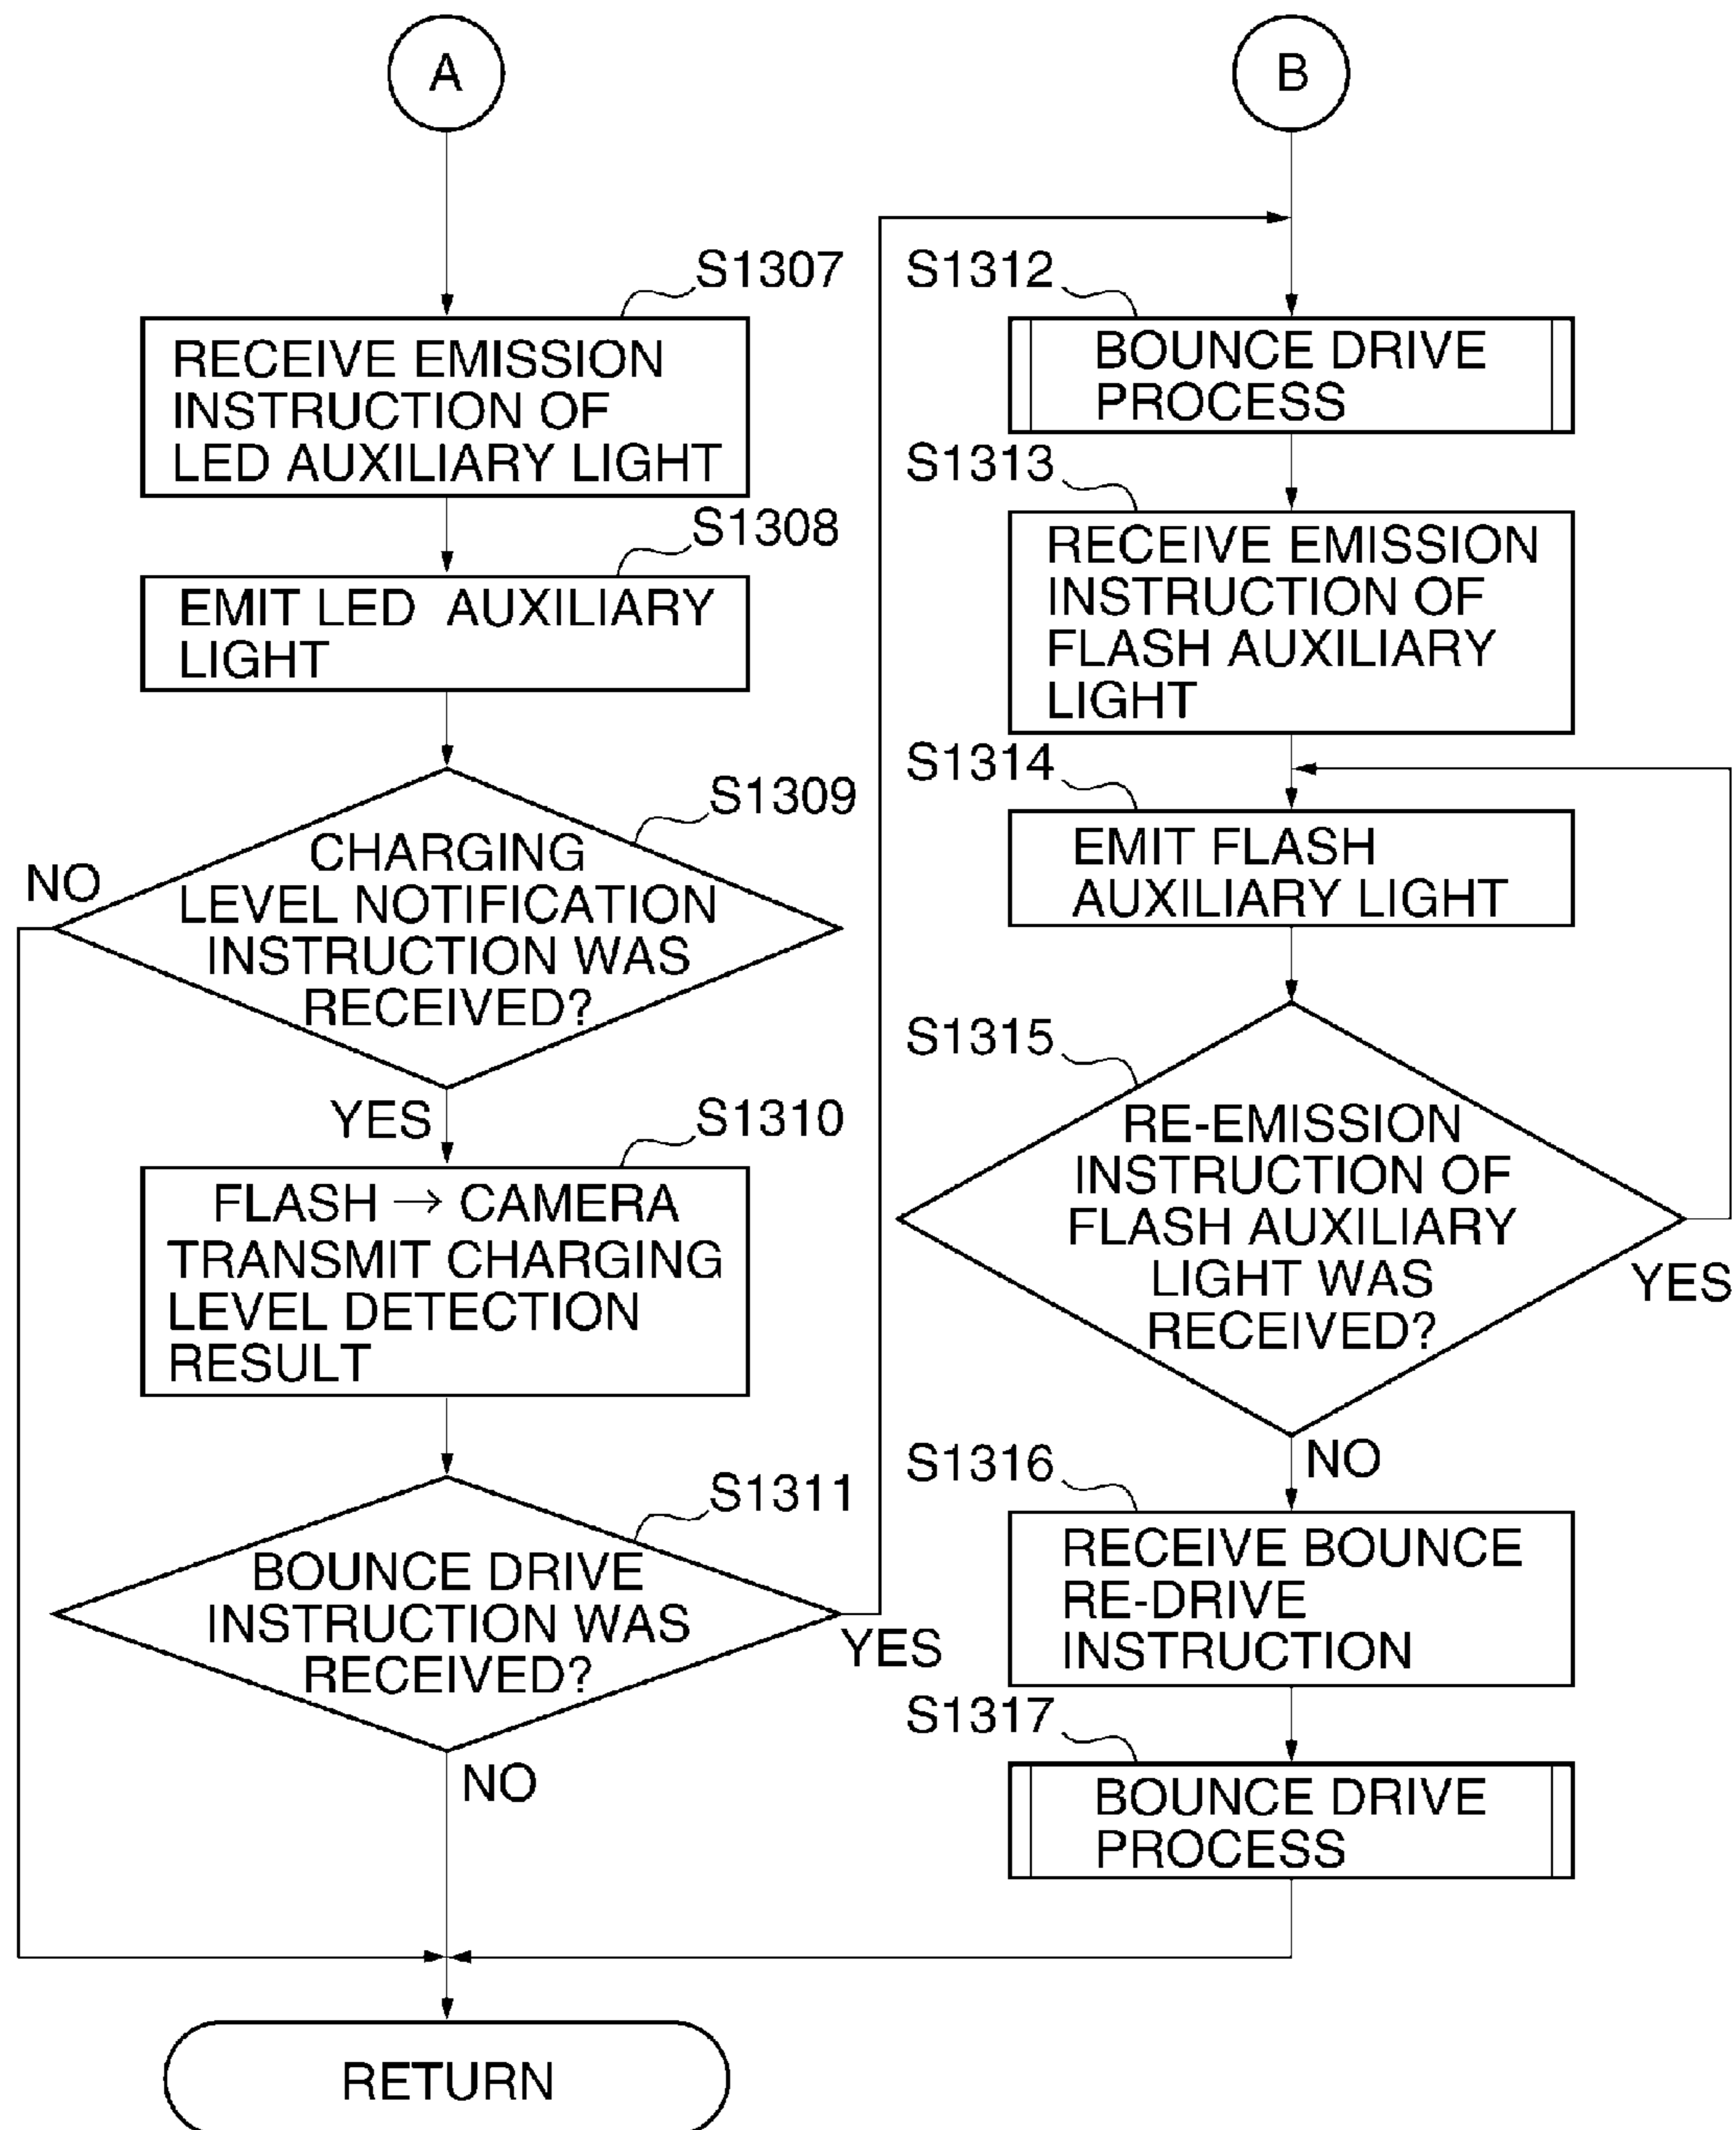 A
S1307
RECEIVE EMISSION
INSTRUCTION OF
LED AUXILIARY LIGHT
S1308
EMIT LED AUXILIARY
LIGHT
S1309
CHARGING
LEVEL NOTIFICATION
INSTRUCTION WAS
RECEIVED?
NO
YES
S1310
FLASH → CAMERA
TRANSMIT CHARGING
LEVEL DETECTION
RESULT
S1311
BOUNCE DRIVE
INSTRUCTION WAS
RECEIVED?
YES
NO
B
S1312
BOUNCE DRIVE
PROCESS
S1313
RECEIVE EMISSION
INSTRUCTION OF
FLASH AUXILIARY
LIGHT
S1314
EMIT FLASH
AUXILIARY LIGHT
S1315
RE-EMISSION
INSTRUCTION OF
FLASH AUXILIARY
LIGHT WAS
RECEIVED?
YES
NO
S1316
RECEIVE BOUNCE
RE-DRIVE
INSTRUCTION
S1317
BOUNCE DRIVE
PROCESS
RETURN